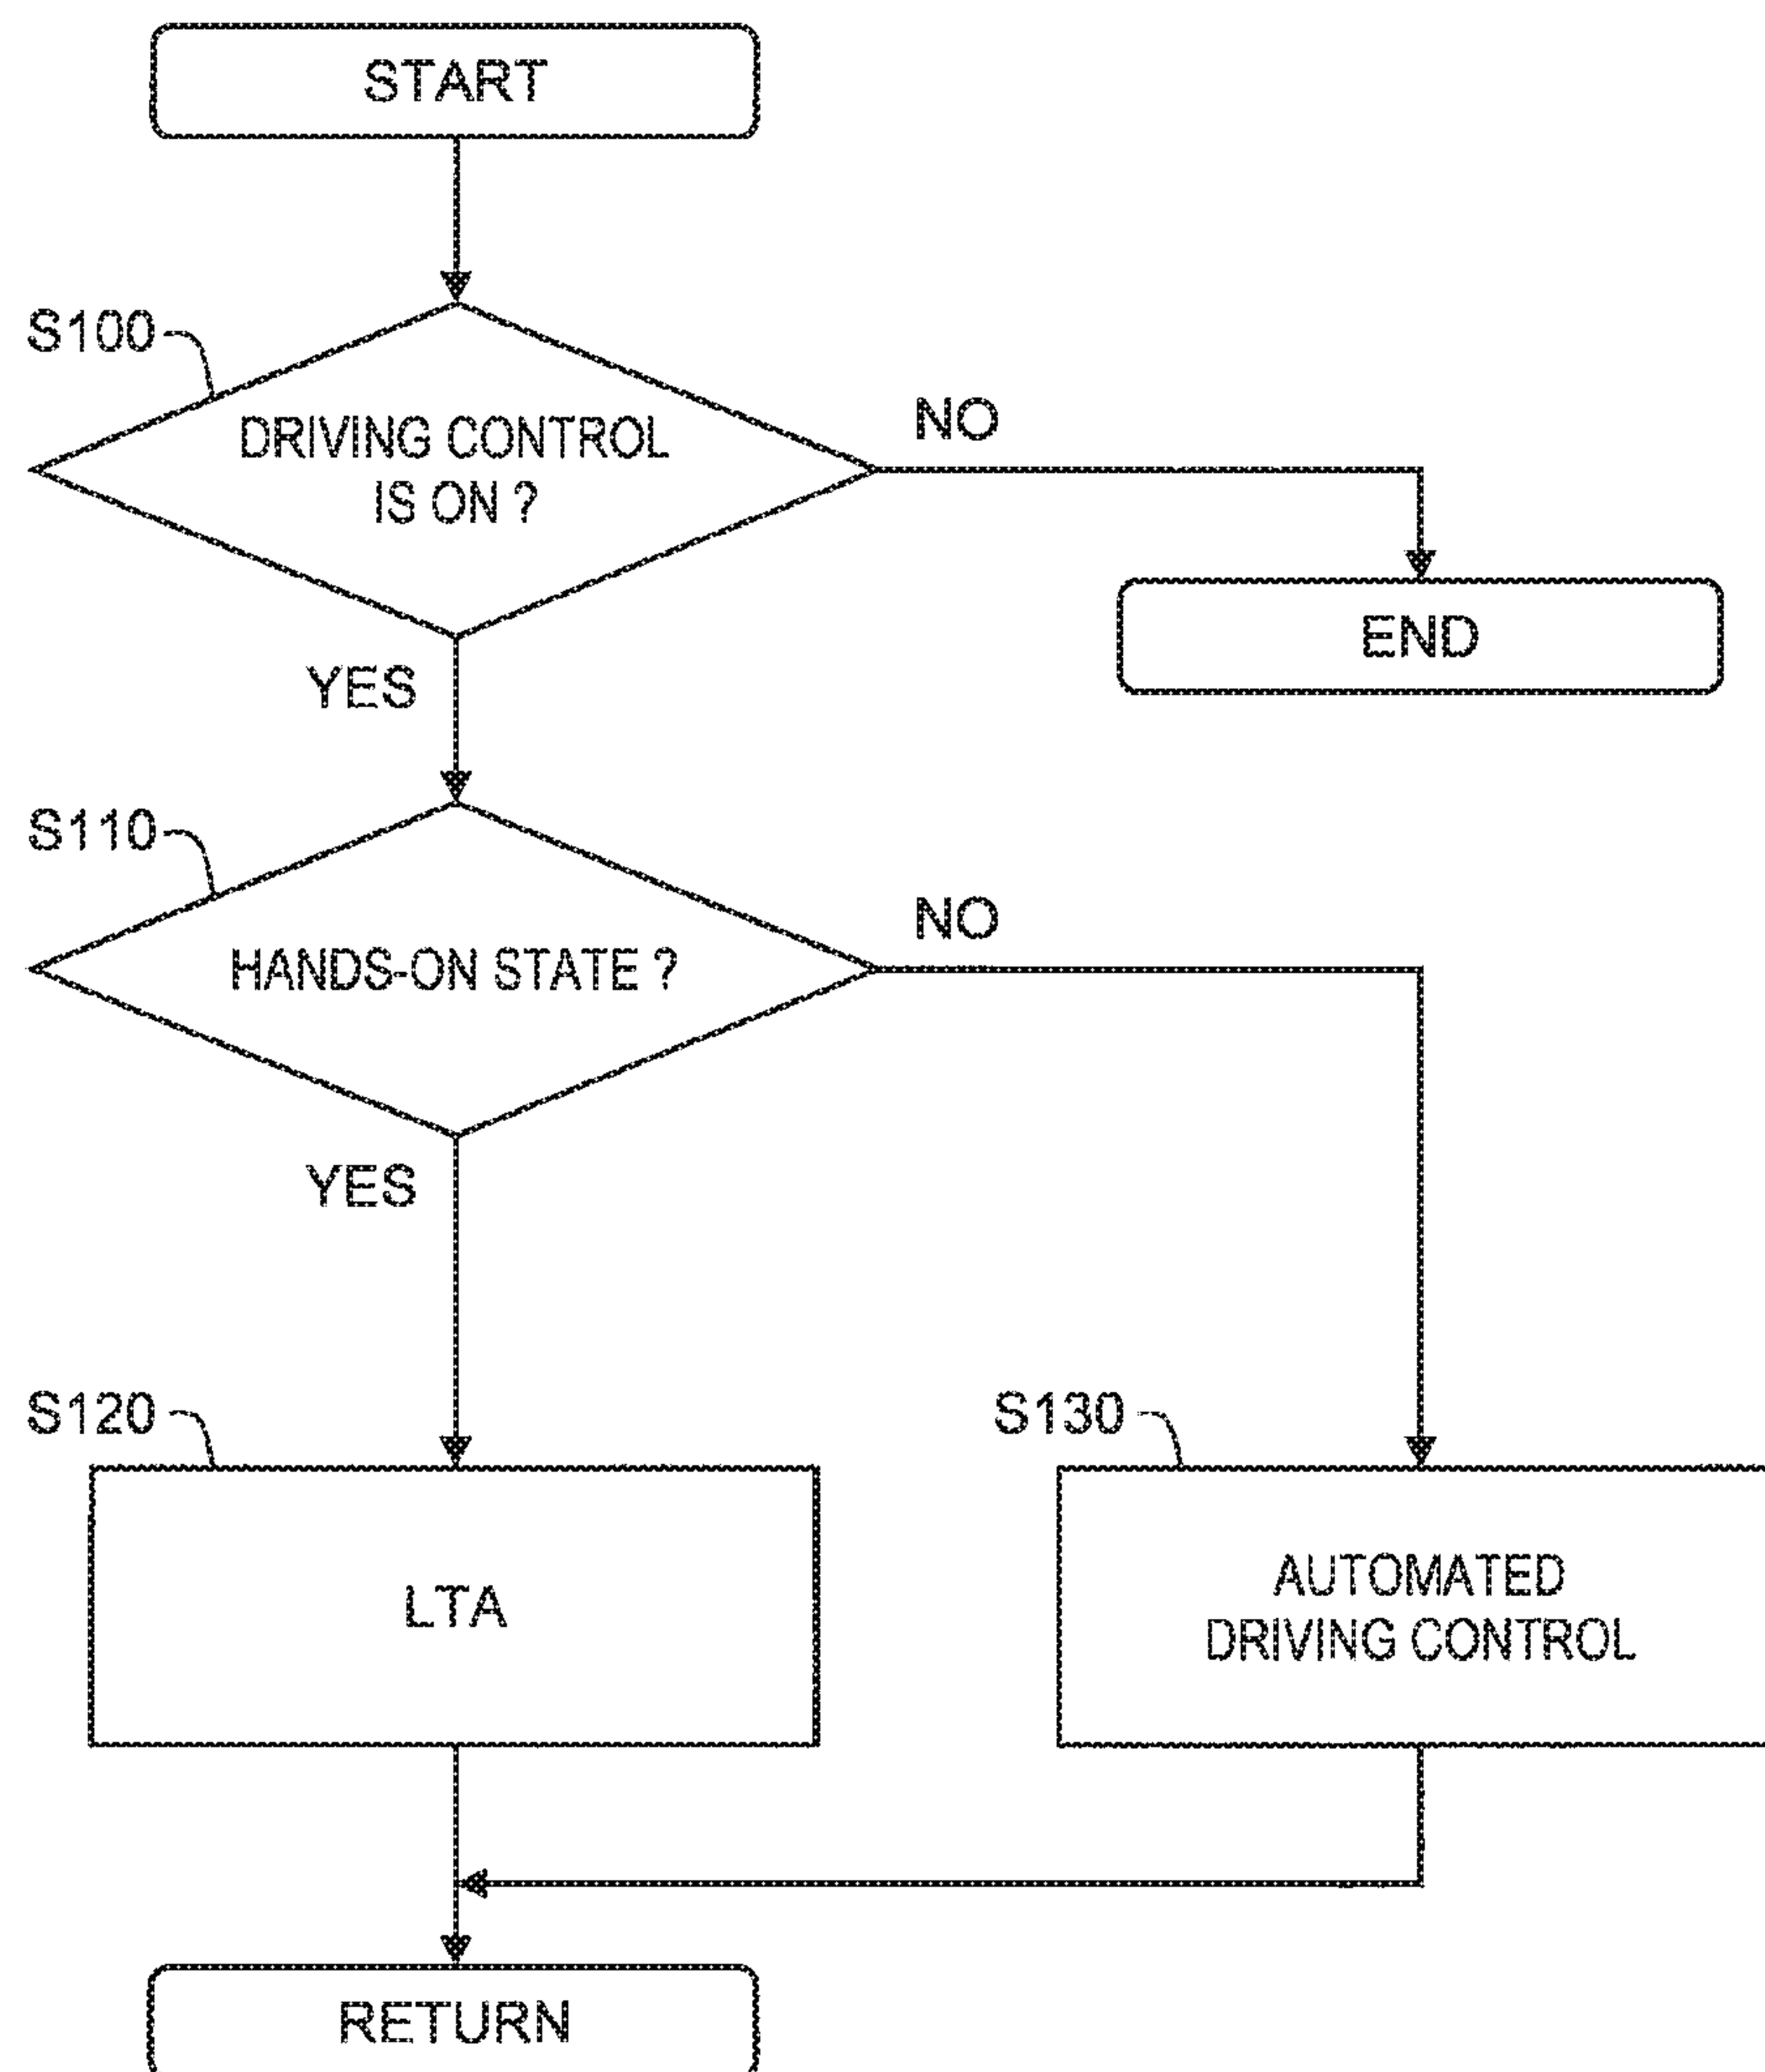 START
S100
DRIVING CONTROL
IS ON ?
NO
END
YES
S110
HANDS-ON STATE ?
NO
YES
S120
LTA
S130
AUTOMATED
DRIVING CONTROL
RETURN